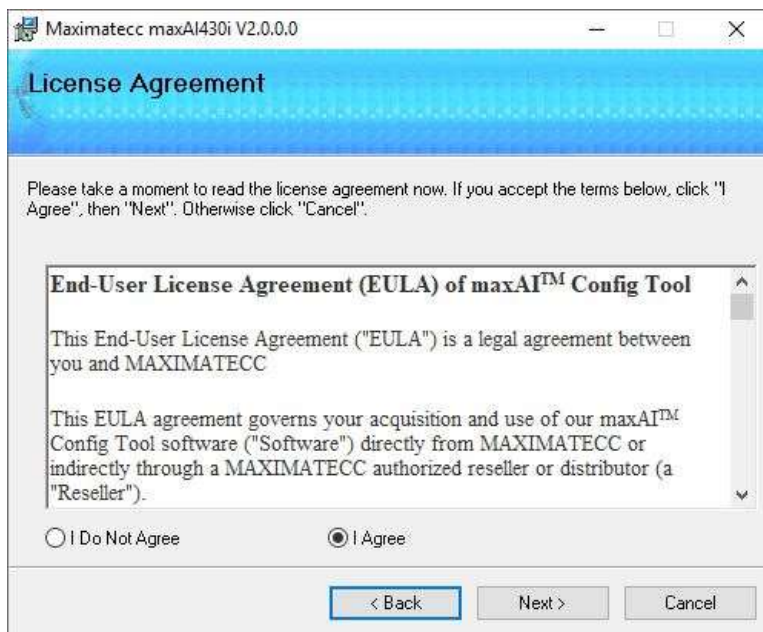 Maximatecc maxAI430i V2.0.0.0
License Agreement
Please take a moment to read the license agreement now. If you accept the terms below, click "I
Agree", then "Next". Otherwise click "Cancel".
End-User License Agreement (EULA) of maxAI™ Config Tool
This End-User License Agreement ("EULA") is a legal agreement between
you and MAXIMATECC
This EULA agreement governs your acquisition and use of our maxAI™
Config Tool software ("Software") directly from MAXIMATECC or
indirectly through a MAXIMATECC authorized reseller or distributor (a
"Reseller").
I Do Not Agree
I Agree
< Back
Next >
Cancel